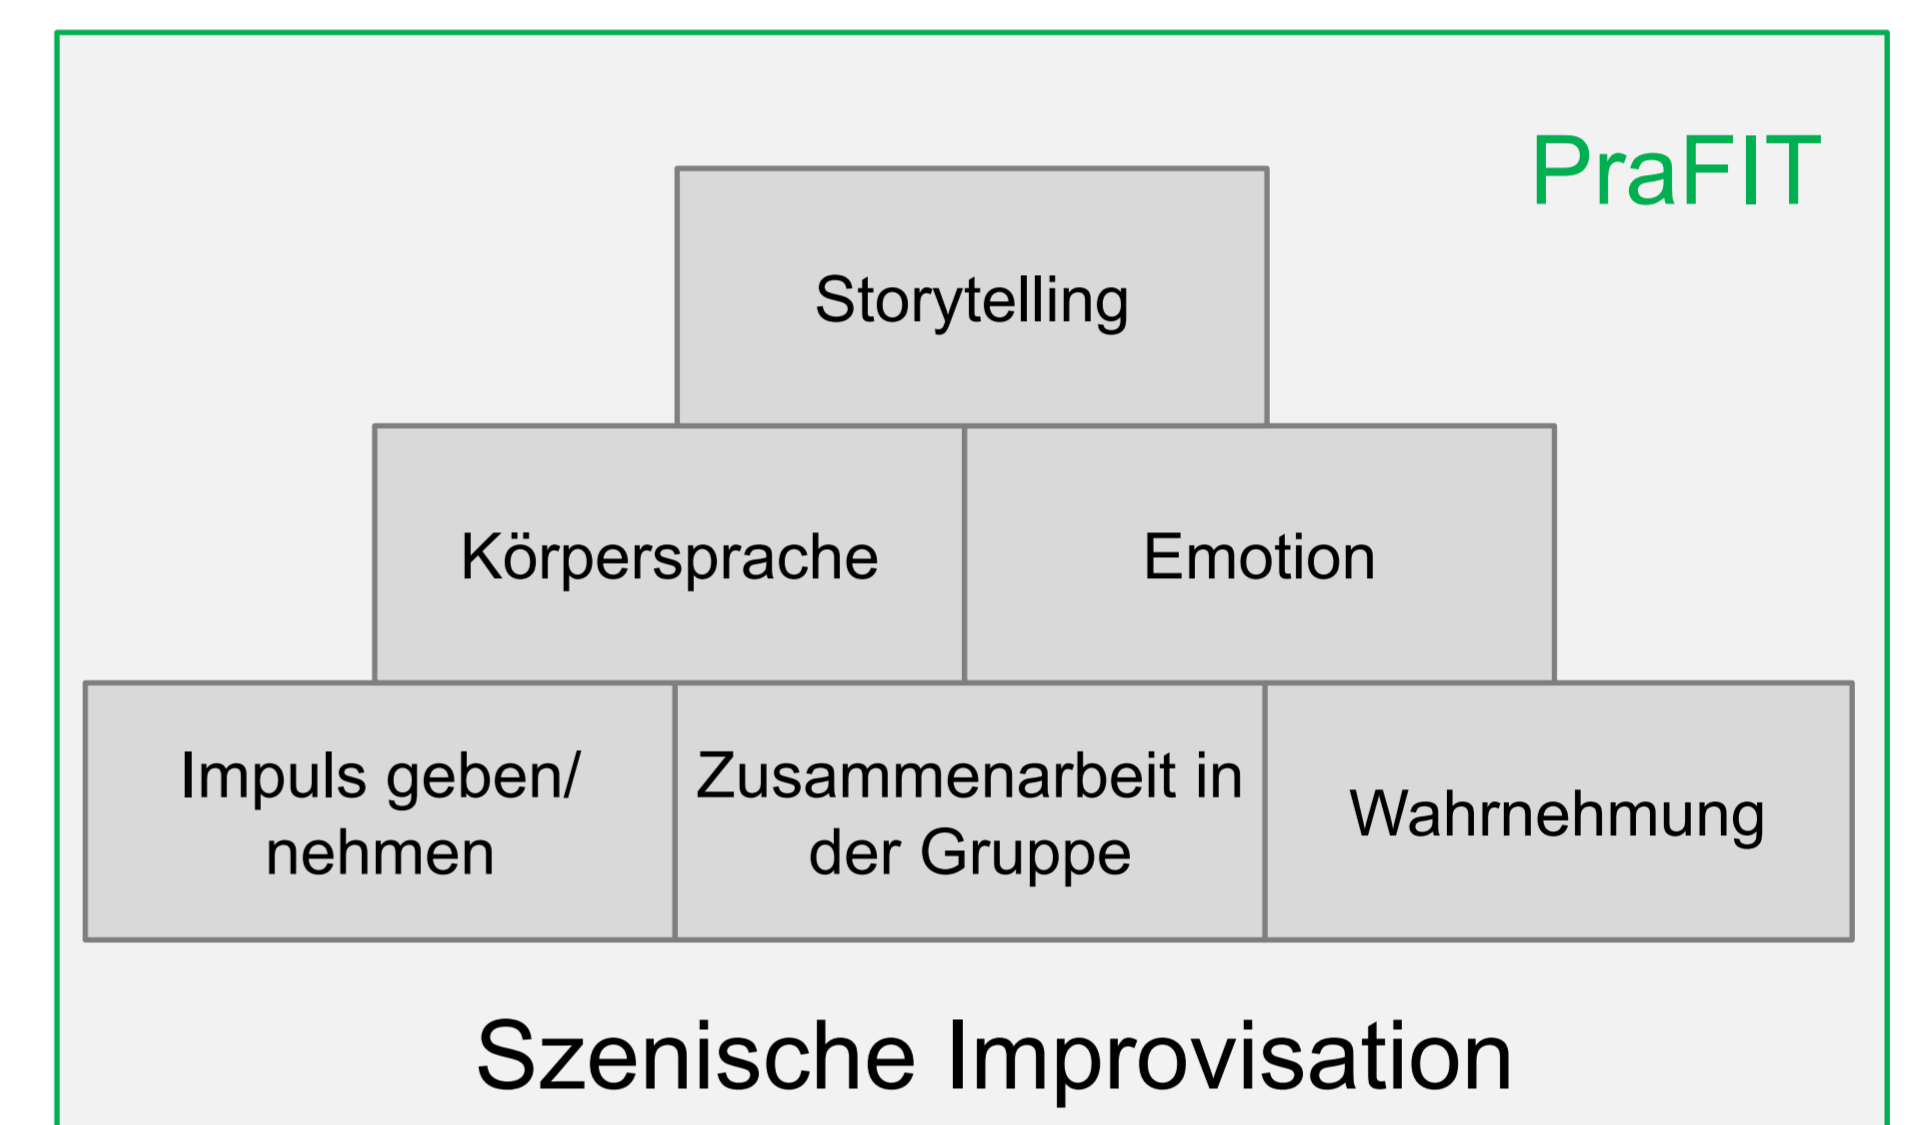 PraFIT
Storytelling
Körpersprache
Emotion
Impuls geben/
nehmen
Zusammenarbeit in
der Gruppe
Wahrnehmung
Szenische Improvisation